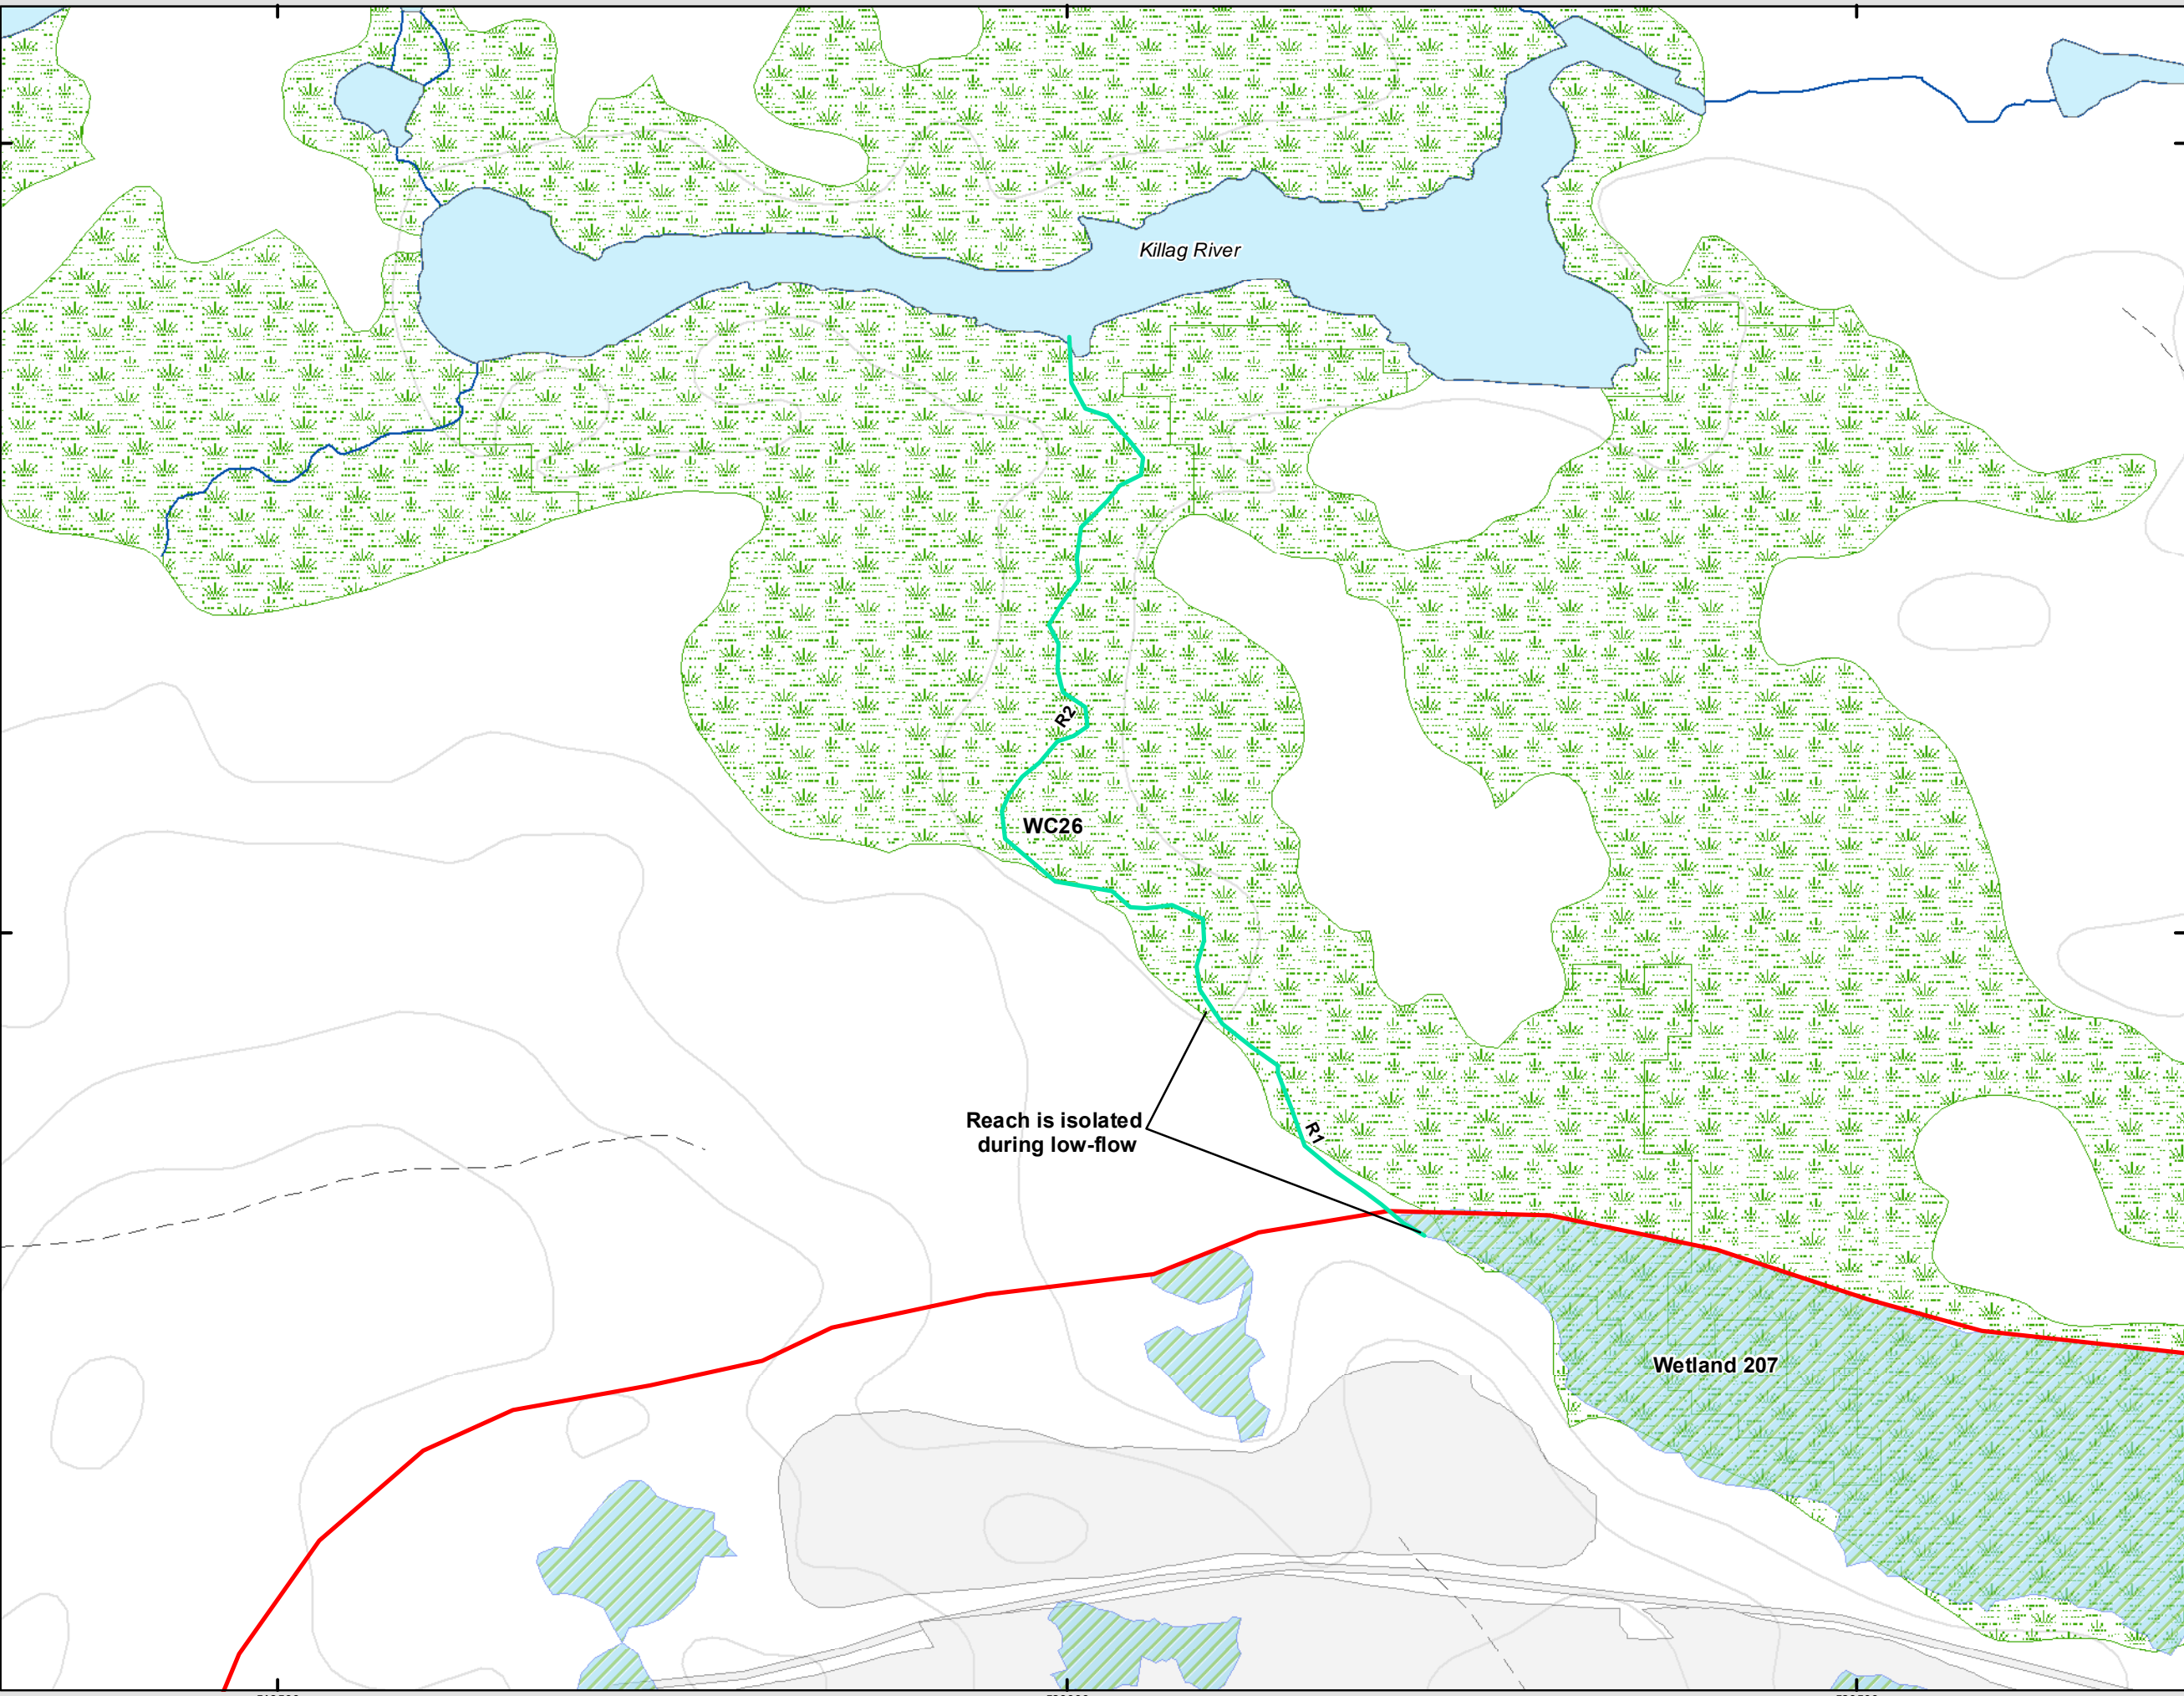 Killag River
R2
WC26
Reach is isolated
during low-flow
R1
Wetland 207